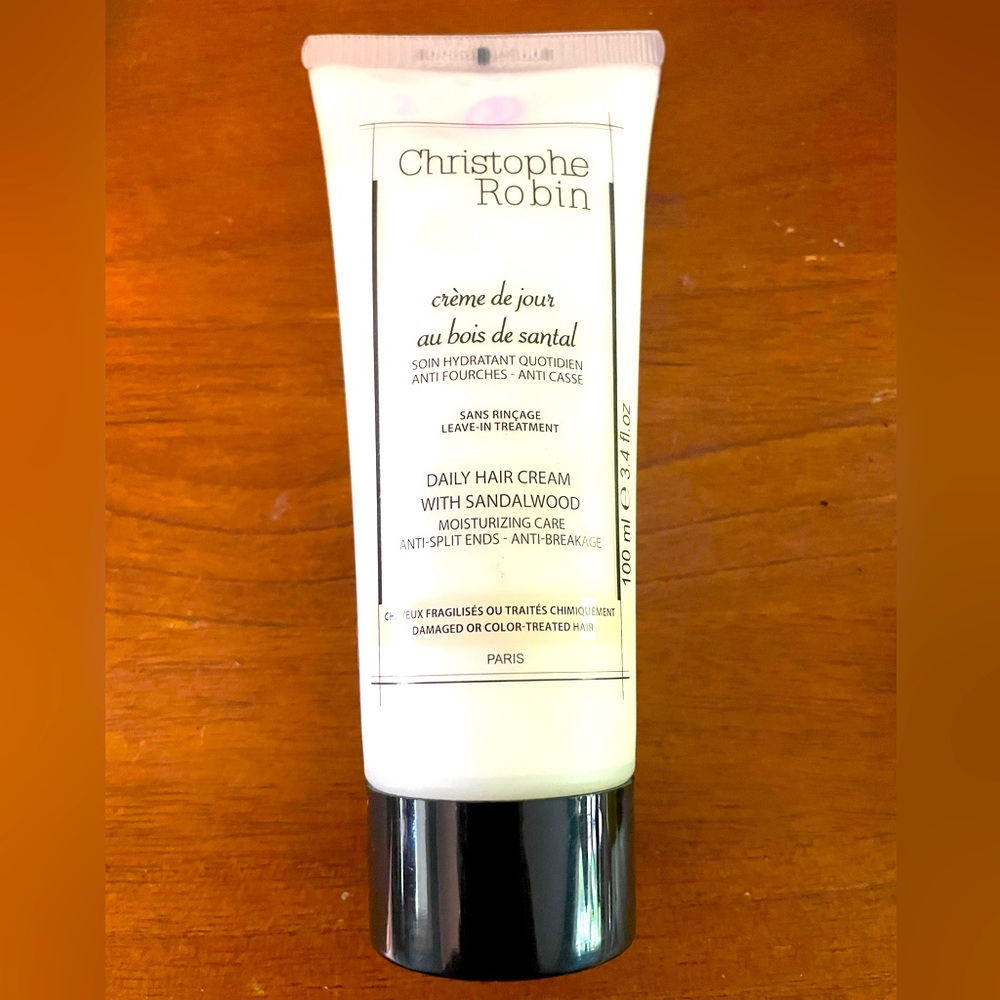 Christophe
Robin
crème de jour
au bois de santal
SOIN HYDRATANT QUOTIDIEN
ANTI FOURCHES - ANTI CASSE
SANS RINÇAGE
LEAVE-IN TREATMENT
DAILY HAIR CREAM
WITH SANDALWOOD
MOISTURIZING CARE
ANTI-SPLIT ENDS - ANTI-BREAKAGE
CHEVEUX FRAGILISÉS OU TRAITÉS CHIMIQUEMENT
DAMAGED OR COLOR-TREATED HAIR
PARIS
100 ml ℮ 3.4 fl.oz